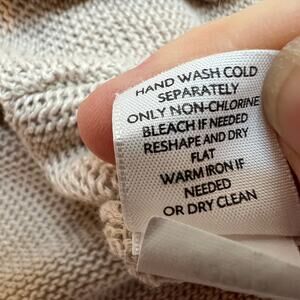 HAND WASH COLD
SEPARATELY
ONLY NON-CHLORINE
BLEACH IF NEEDED
RESHAPE AND DRY
FLAT
WARM IRON IF
NEEDED
OR DRY CLEAN